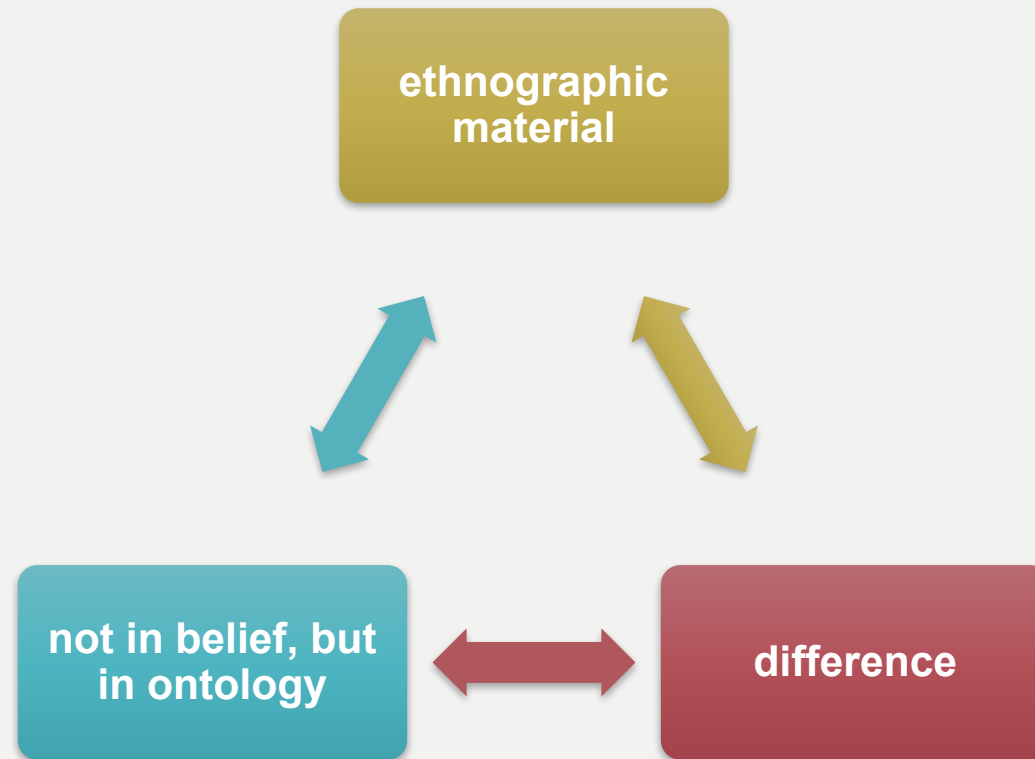 ethnographic
material
not in belief, but
in ontology
difference